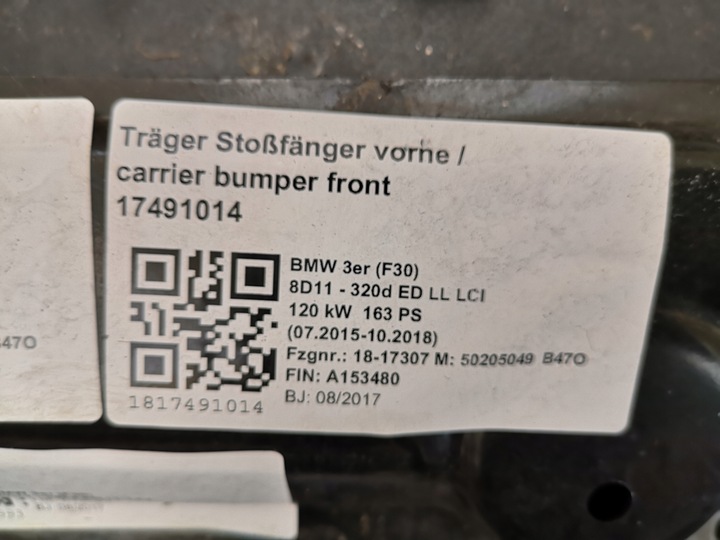 Träger Stoßfänger vorne /
carrier bumper front
17491014
BMW 3er (F30)
8D11 - 320d ED LL LCI
120 kW 163 PS
(07.2015-10.2018)
Fzgnr.: 18-17307 M: 50205049 B47O
FIN: A153480
BJ: 08/2017
1817491014